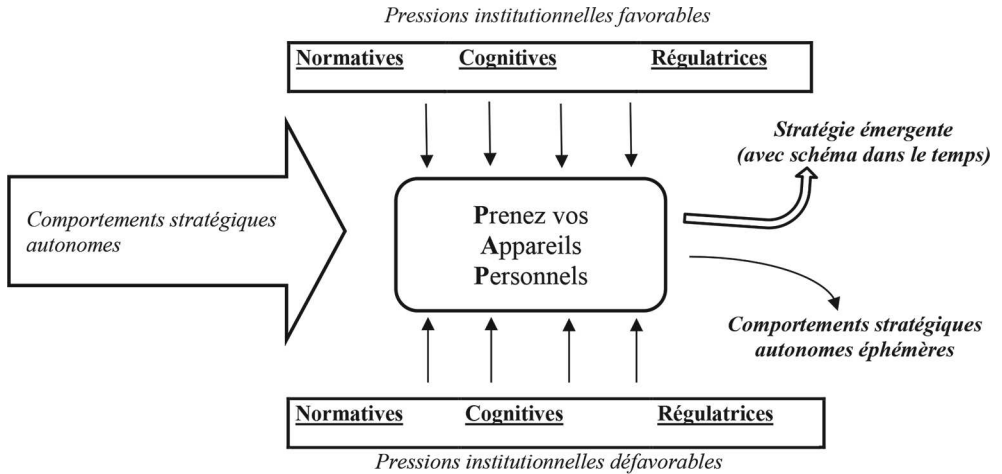 Pressions institutionnelles favorables
Normatives Cognitives Régulatrices
Stratégie émergente
(avec schéma dans le temps)
Comportements stratégiques
autonomes
Prenez vos
Appareils
Personnels
Comportements stratégiques
autonomes éphémères
Normatives Cognitives Régulatrices
Pressions institutionnelles défavorables